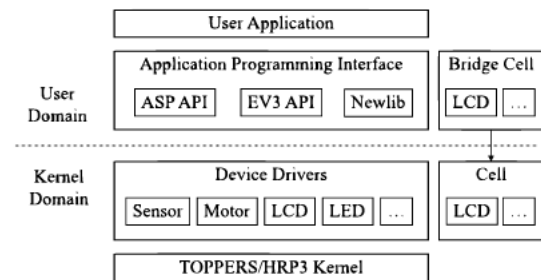 User Application
Application Programming Interface
ASP API
EV3 API
Newlib
Bridge Cell
LCD
...
User
Domain
Kernel
Domain
Device Drivers
Sensor
Motor
LCD
LED
...
Cell
LCD
...
TOPPERS/HRP3 Kernel